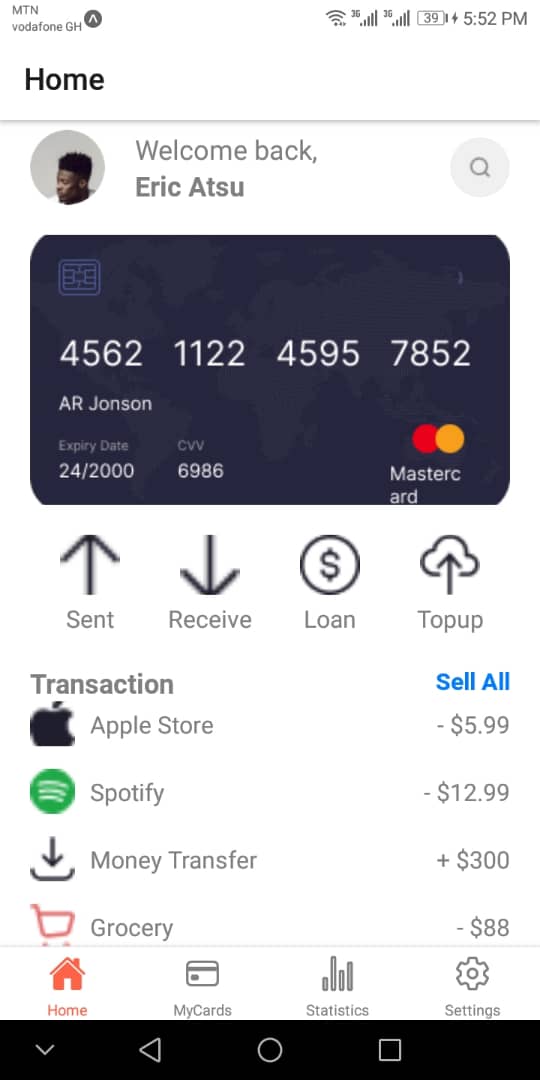 MTN
vodafone GH
3G 3G 39 5:52 PM
Home
Welcome back,
Eric Atsu
4562 1122 4595 7852
AR Jonson
Expiry Date CVV
24/2000 6986
Masterc
ard
Sent Receive Loan Topup
Transaction Sell All
Apple Store - $5.99
Spotify - $12.99
Money Transfer + $300
Grocery - $88
Home MyCards Statistics Settings